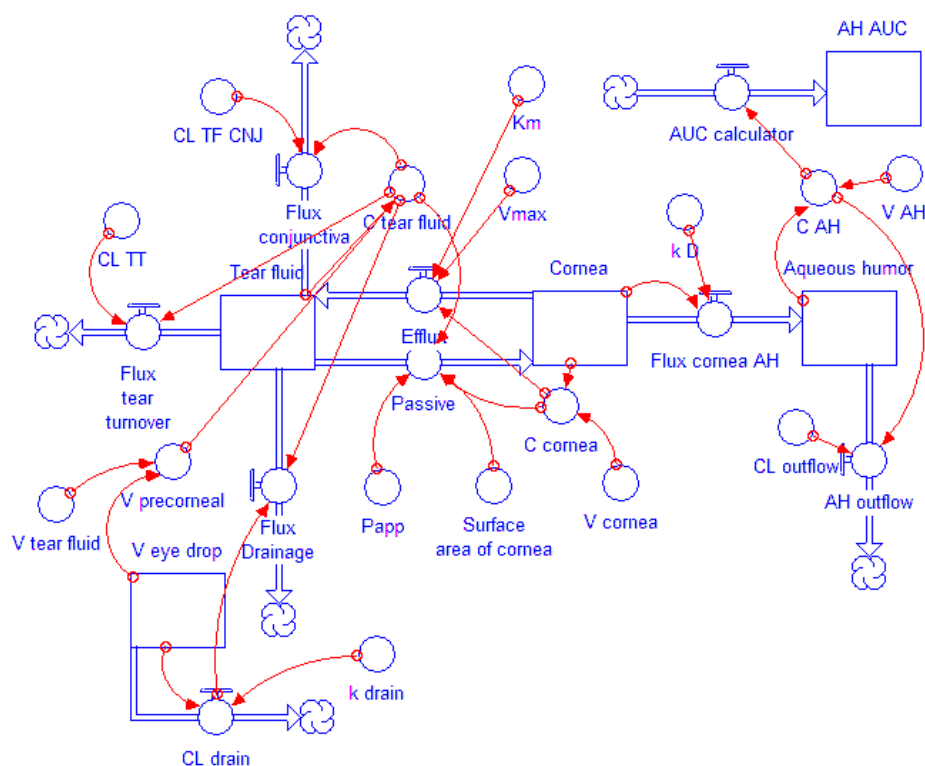 AH AUC
CL TF CNJ
Km
AUC calculator
Flux
conjunctiva
C tear fluid
Vmax
V AH
C AH
CL TT
k D
Tear fluid
Cornea
Aqueous humor
Efflux
Flux
tear
turnover
Passive
Flux cornea AH
C cornea
CL outflow
V precorneal
AH outflow
V tear fluid
Flux
Drainage
Papp
Surface
area of cornea
V cornea
V eye drop
k drain
CL drain